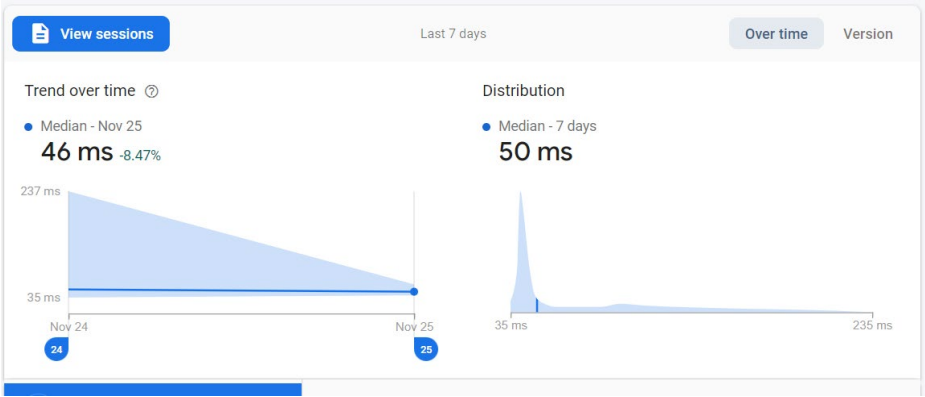 View sessions
Last 7 days
Over time
Version
Trend over time ?
Distribution
Median - Nov 25
46 ms -8.47%
Median - 7 days
50 ms
237 ms
35 ms
Nov 24
Nov 25
24
25
35 ms
235 ms